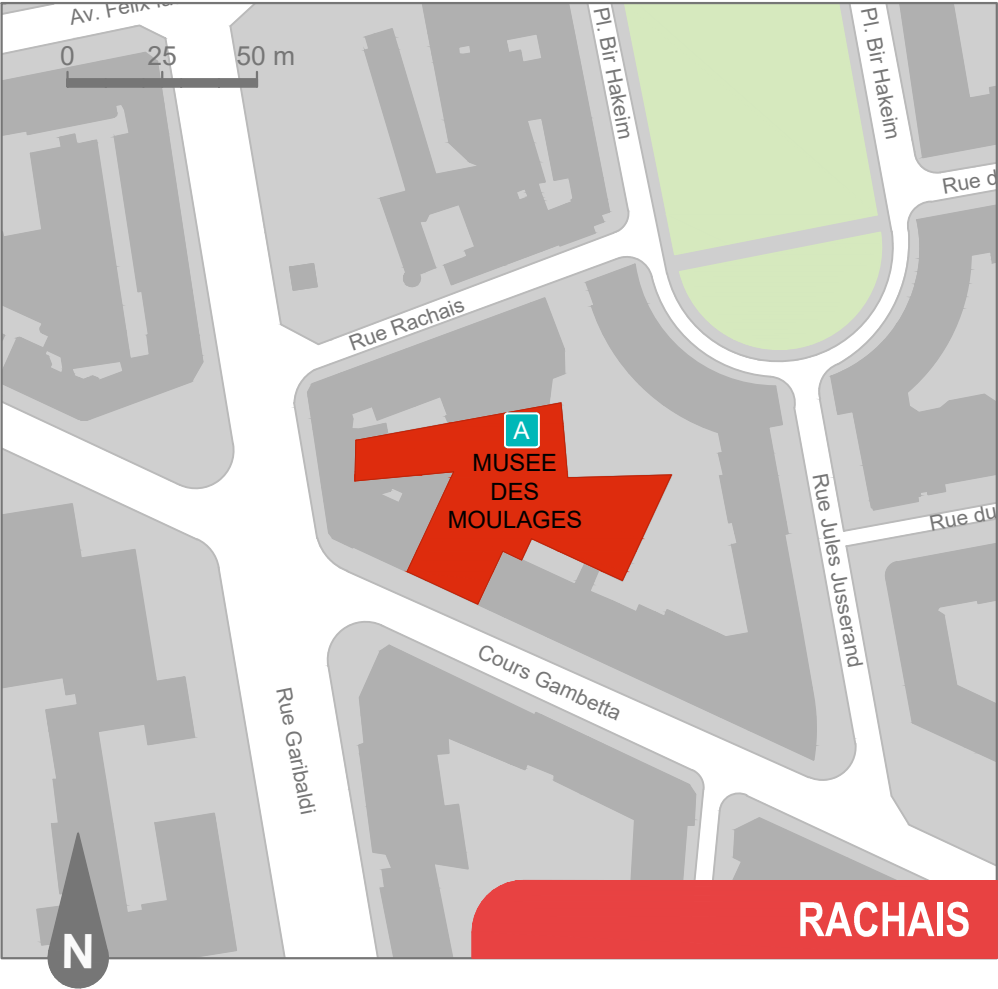 Av. Félix
0 25 50 m
Pl. Bir Hakeim
Pl. Bir Hakeim
Rue d
Rue Rachais
A
MUSEE
DES
MOULAGES
Rue du
Rue Jules Jusserand
Cours Gambetta
Rue Garibaldi
RACHAIS
N